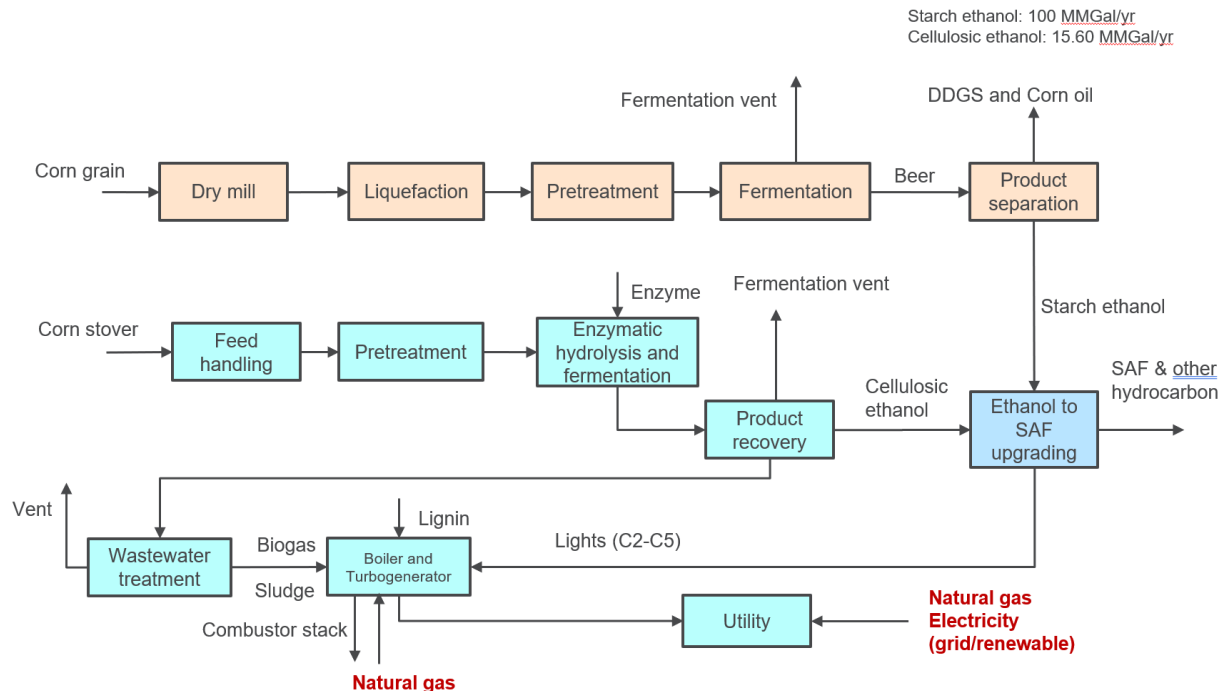 Starch ethanol: 100 MMGal/yr
Cellulosic ethanol: 15.60 MMGal/yr
Fermentation vent
DDGS and Corn oil
Corn grain
Dry mill
Liquefaction
Pretreatment
Fermentation
Beer
Product
separation
Enzyme
Fermentation vent
Starch ethanol
Corn stover
Feed
handling
Pretreatment
Enzymatic
hydrolysis and
fermentation
Cellulosic
ethanol
SAF & other
hydrocarbon
Product
recovery
Ethanol to
SAF
upgrading
Vent
Lignin
Wastewater
treatment
Biogas
Sludge
Boiler and
Turbogenerator
Lights (C2-C5)
Combustor stack
Natural gas
Utility
Natural gas
Electricity
(grid/renewable)